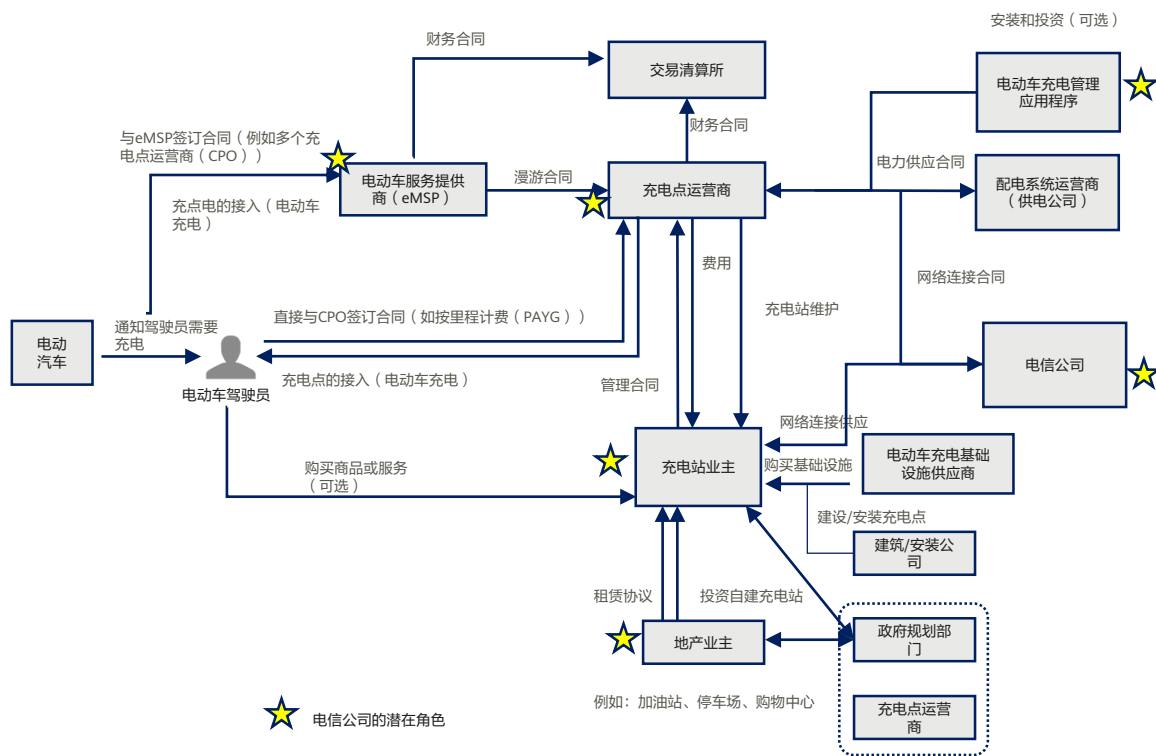 安装和投资（可选）
财务合同
交易清算所
电动车充电管理
应用程序
财务合同
与eMSP签订合同（例如多个充
电点运营商（CPO））
电力供应合同
电动车服务提供
商（eMSP）
漫游合同
充电点运营商
配电系统运营商
（供电公司）
充点电的接入（电动车
充电）
费用
网络连接合同
充电站维护
直接与CPO签订合同（如按里程计费（PAYG））
通知驾驶员需要
充电
电动
汽车
电信公司
充电点的接入（电动车充电）
管理合同
电动车驾驶员
网络连接供应
电动车充电基础
设施供应商
购买商品或服务
（可选）
充电站业主
购买基础设施
建设/安装充电点
建筑/安装公
司
租赁协议
投资自建充电站
地产业主
政府规划部
门
例如：加油站、停车场、购物中心
充电点运营
商
电信公司的潜在角色